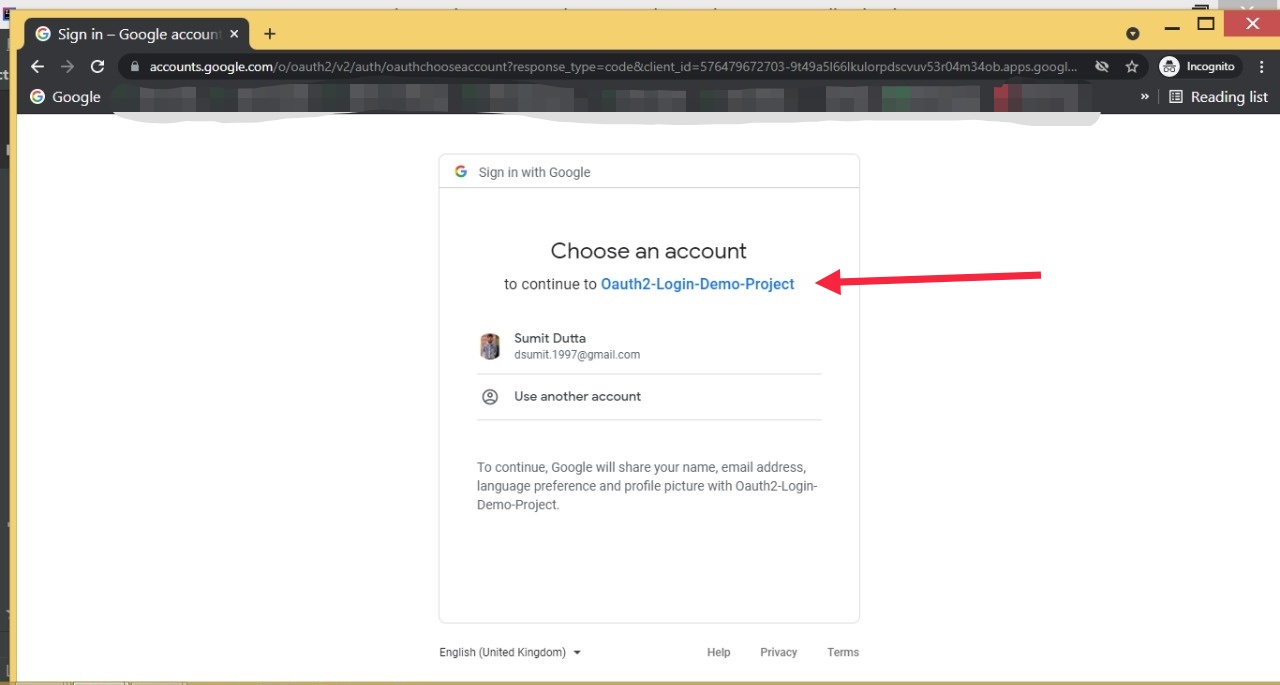 Sign in – Google accoun
accounts.google.com/o/oauth2/v2/auth/oauthchooseaccount?response_type=code&client_id=576479672703-9t49a5l66lkulorpdscvuv53r04m34ob.apps.googl...
Incognito
Google
»
Reading list
Sign in with Google
Choose an account
to continue to Oauth2-Login-Demo-Project
Sumit Dutta
dsumit.1997@gmail.com
Use another account
To continue, Google will share your name, email address,
language preference and profile picture with Oauth2-Login-
Demo-Project.
English (United Kingdom)
Help Privacy Terms